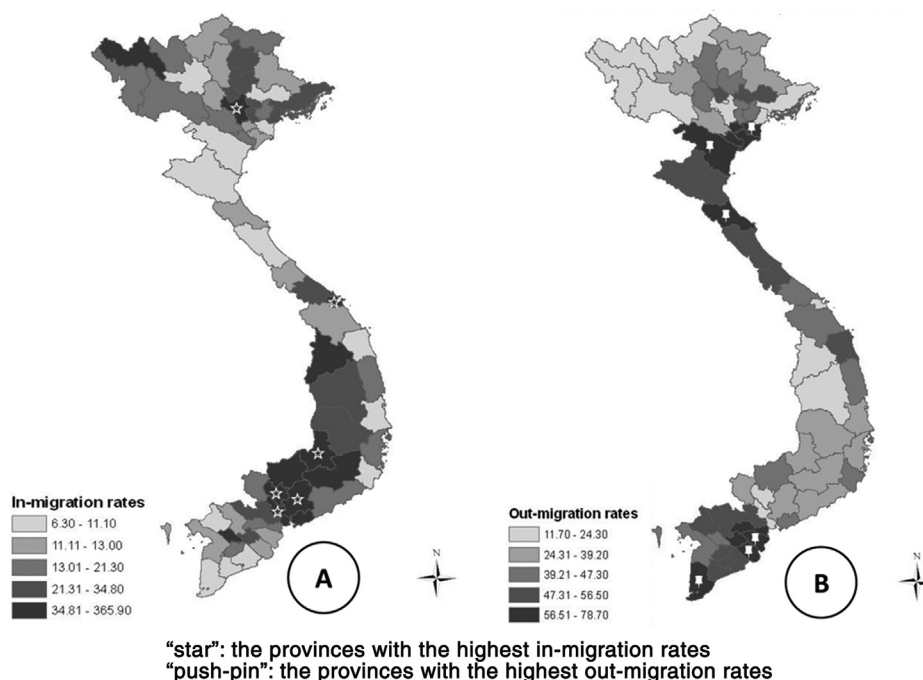 In-migration rates
6.30 - 11.10
11.11 - 13.00
13.01 - 21.30
21.31 - 34.80
34.81 - 365.90
A
N
Out-migration rates
11.70 - 24.30
24.31 - 39.20
39.21 - 47.30
47.31 - 56.50
56.51 - 78.70
B
N
“star”: the provinces with the highest in-migration rates
“push-pin”: the provinces with the highest out-migration rates